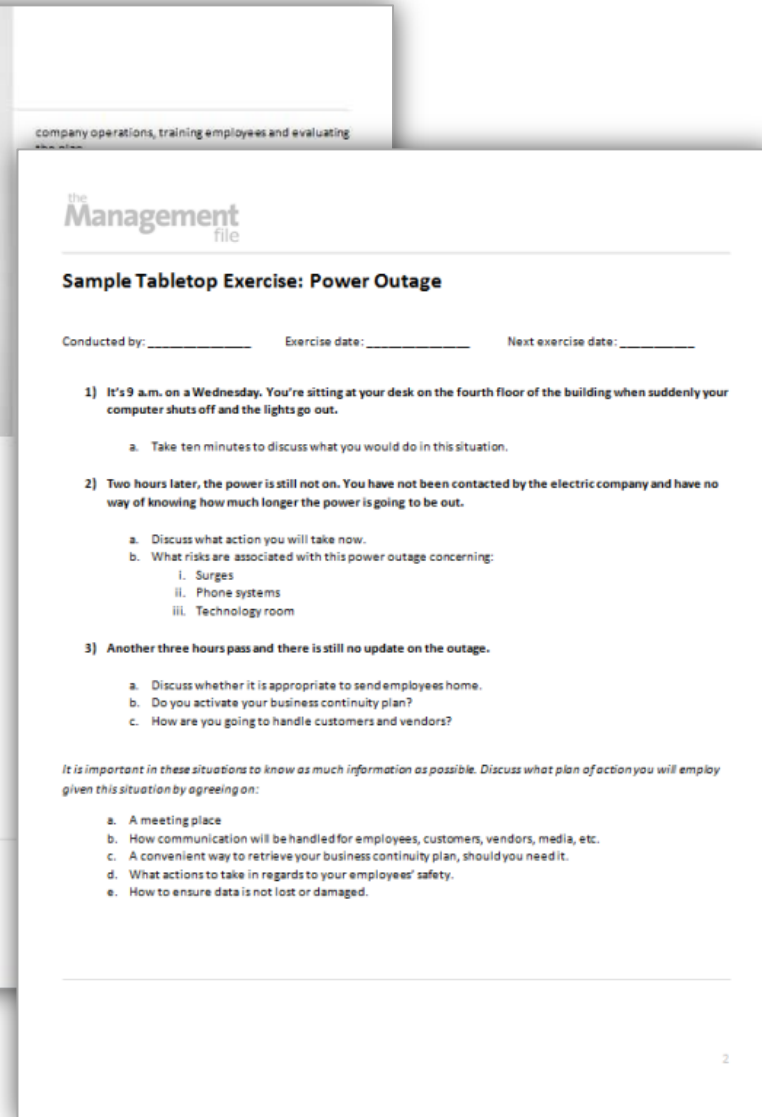 company operations, training employees and evaluating
the plan
the
Management
file
Sample Tabletop Exercise: Power Outage
Conducted by: _______________ Exercise date: _______________ Next exercise date: ___________
1) It's 9 a.m. on a Wednesday. You're sitting at your desk on the fourth floor of the building when suddenly your
computer shuts off and the lights go out.
a. Take ten minutes to discuss what you would do in this situation.
2) Two hours later, the power is still not on. You have not been contacted by the electric company and have no
way of knowing how much longer the power is going to be out.
a. Discuss what action you will take now.
b. What risks are associated with this power outage concerning:
i. Surges
ii. Phone systems
iii. Technology room
3) Another three hours pass and there is still no update on the outage.
a. Discuss whether it is appropriate to send employees home.
b. Do you activate your business continuity plan?
c. How are you going to handle customers and vendors?
It is important in these situations to know as much information as possible. Discuss what plan of action you will employ
given this situation by agreeing on:
a. A meeting place
b. How communication will be handled for employees, customers, vendors, media, etc.
c. A convenient way to retrieve your business continuity plan, should you need it.
d. What actions to take in regards to your employees' safety.
e. How to ensure data is not lost or damaged.
2